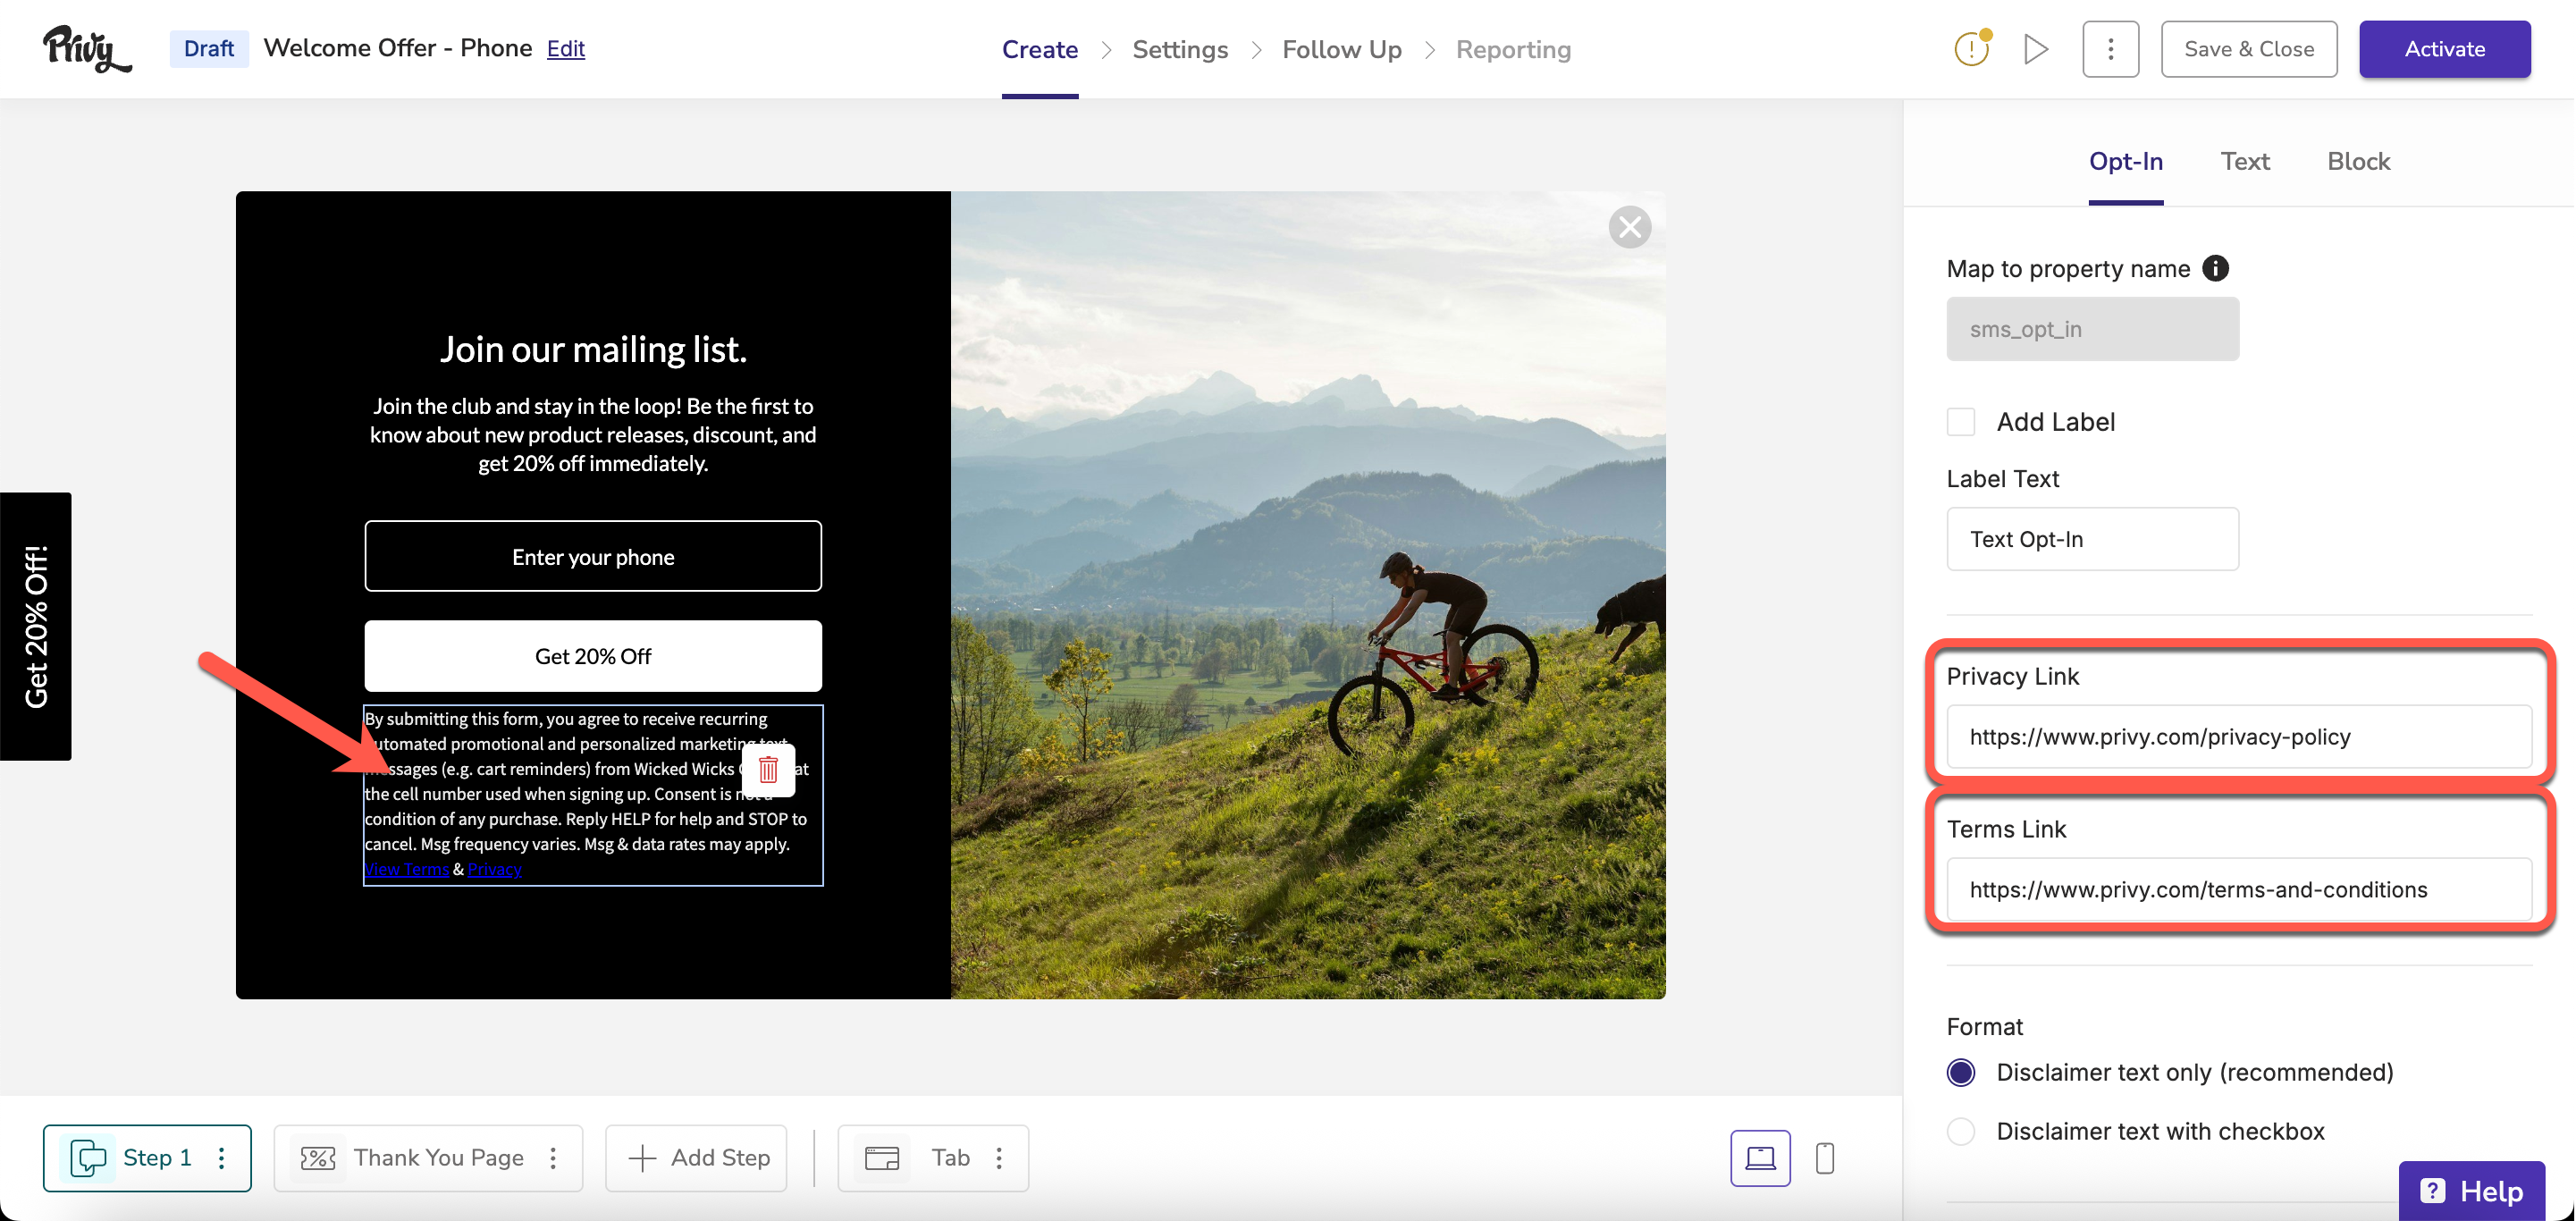 Privy
Draft
Welcome Offer - Phone
Edit
Create
Settings
Follow Up
Reporting
Save & Close
Activate
Get 20% Off!
Join our mailing list.
Join the club and stay in the loop! Be the first to
know about new product releases, discount, and
get 20% off immediately.
Enter your phone
Get 20% Off
By submitting this form, you agree to receive recurring
automated promotional and personalized marketing text
messages (e.g. cart reminders) from Wicked Wicks at
the cell number used when signing up. Consent is not a
condition of any purchase. Reply HELP for help and STOP to
cancel. Msg frequency varies. Msg & data rates may apply.
View Terms & Privacy
Opt-In
Text
Block
Map to property name
sms_opt_in
Add Label
Label Text
Text Opt-In
Privacy Link
https://www.privy.com/privacy-policy
Terms Link
https://www.privy.com/terms-and-conditions
Format
Disclaimer text only (recommended)
Disclaimer text with checkbox
Step 1
Thank You Page
Add Step
Tab
? Help